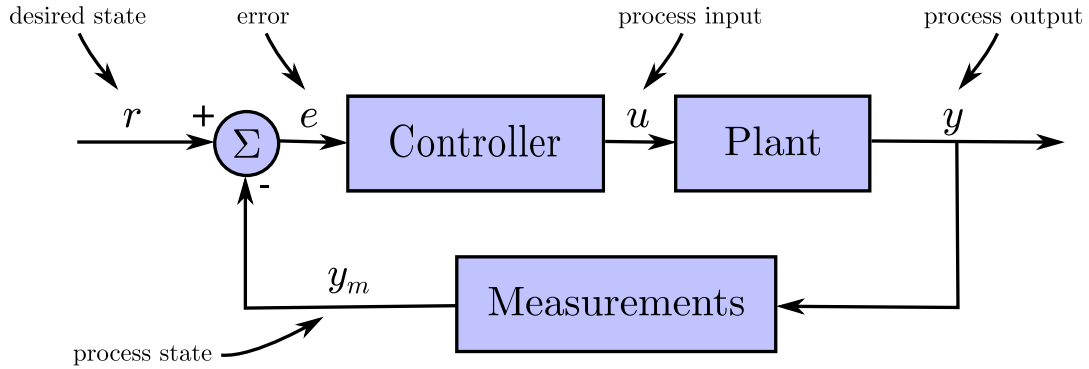 desired state
error
process input
process output
r
+
e
u
y
Σ
Controller
Plant
-
y_m
Measurements
process state